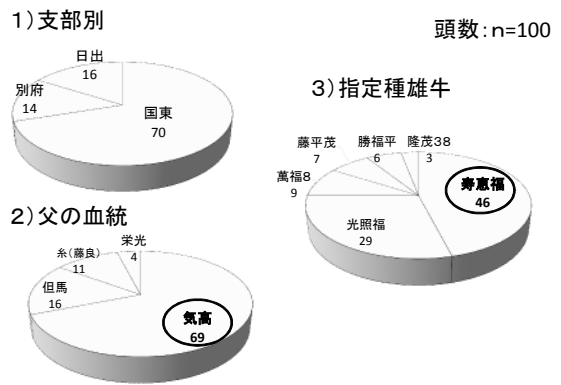 1)支部別
頭数:n=100
日出
16
別府
14
国東
70
2)父の血統
栄光
4
糸(藤良)
11
但馬
16
気高
69
3)指定種雄牛
隆茂38
3
勝福平
6
藤平茂
7
萬福8
9
光照福
29
寿恵福
46